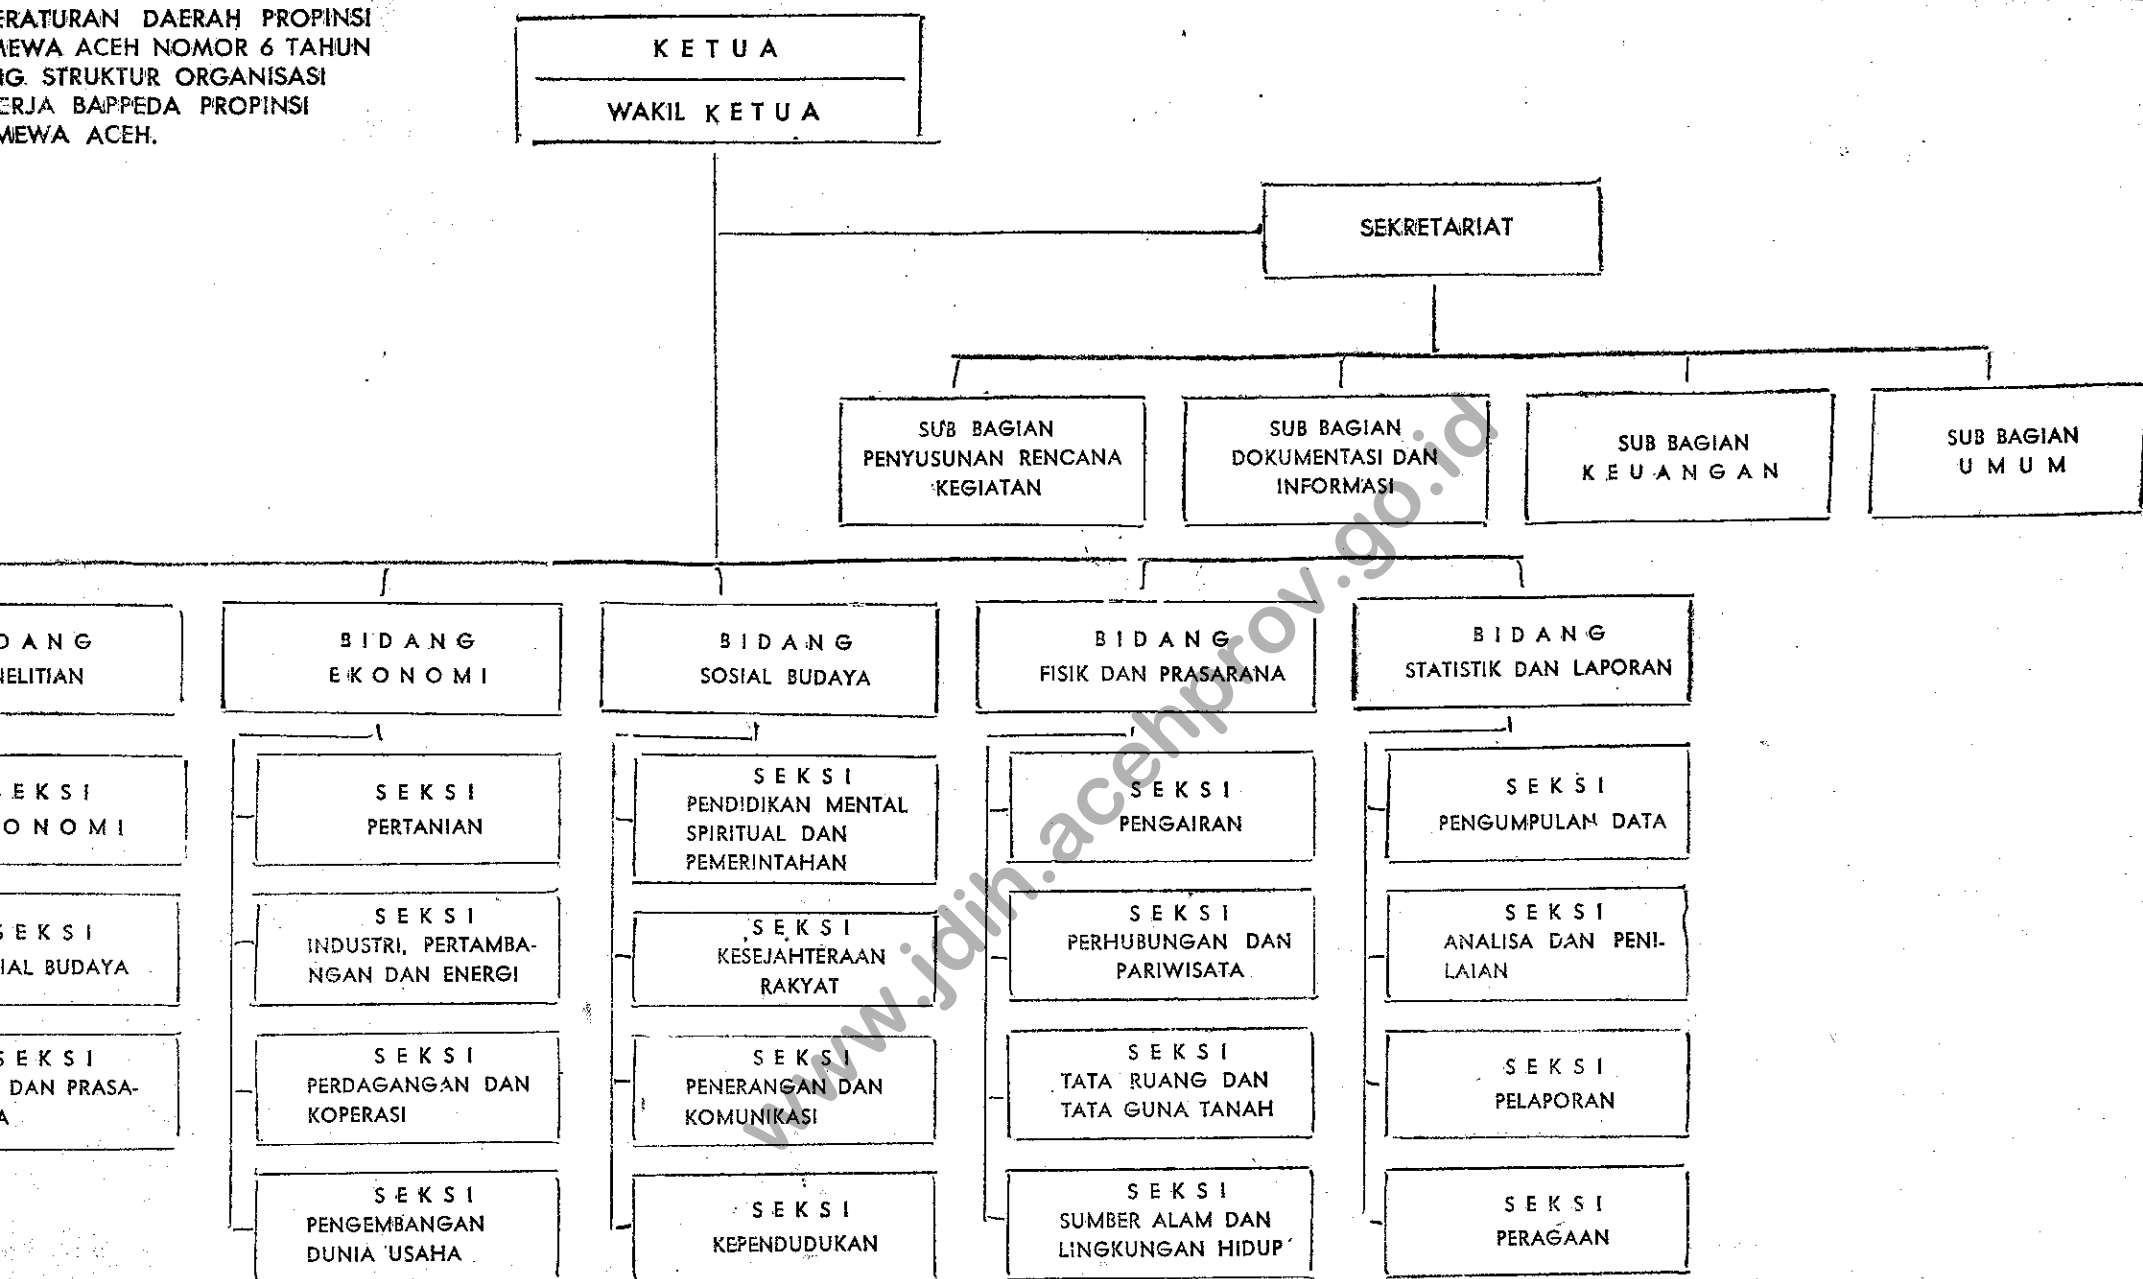 ERATURAN DAERAH PROPINSI
MEWA ACEH NOMOR 6 TAHUN
NG. STRUKTUR ORGANISASI
ERJA BAPPEDA PROPINSI
MEWA ACEH.
KETUA
WAKIL KETUA
SEKRETARIAT
SUB BAGIAN
PENYUSUNAN RENCANA
KEGIATAN
SUB BAGIAN
DOKUMENTASI DAN
INFORMASI
SUB BAGIAN
KEUANGAN
SUB BAGIAN
UMUM
DANG
NELITIAN
BIDANG
EKONOMI
BIDANG
SOSIAL BUDAYA
BIDANG
FISIK DAN PRASARANA
BIDANG
STATISTIK DAN LAPORAN
EKSI
ONOMI
SEKSI
IAL BUDAYA
SEKSI
DAN PRASA-
A
SEKSI
PERTANIAN
SEKSI
INDUSTRI, PERTAMBA-
NGAN DAN ENERGI
SEKSI
PERDAGANGAN DAN
KOPERASI
SEKSI
PENGEMBANGAN
DUNIA USAHA
SEKSI
PENDIDIKAN MENTAL
SPIRITUAL DAN
PEMERINTAHAN
SEKSI
KESEJAHTERAAN
RAKYAT
SEKSI
PENERANGAN DAN
KOMUNIKASI
SEKSI
KEPENDUDUKAN
SEKSI
PENGAIRAN
SEKSI
PERHUBUNGAN DAN
PARIWISATA
SEKSI
TATA RUANG DAN
TATA GUNA TANAH
SEKSI
SUMBER ALAM DAN
LINGKUNGAN HIDUP
SEKSI
PENGUMPULAN DATA
SEKSI
ANALISA DAN PENI-
LAIAN
SEKSI
PELAPORAN
SEKSI
PERAGAAN
www.jdih.acehprov.go.id